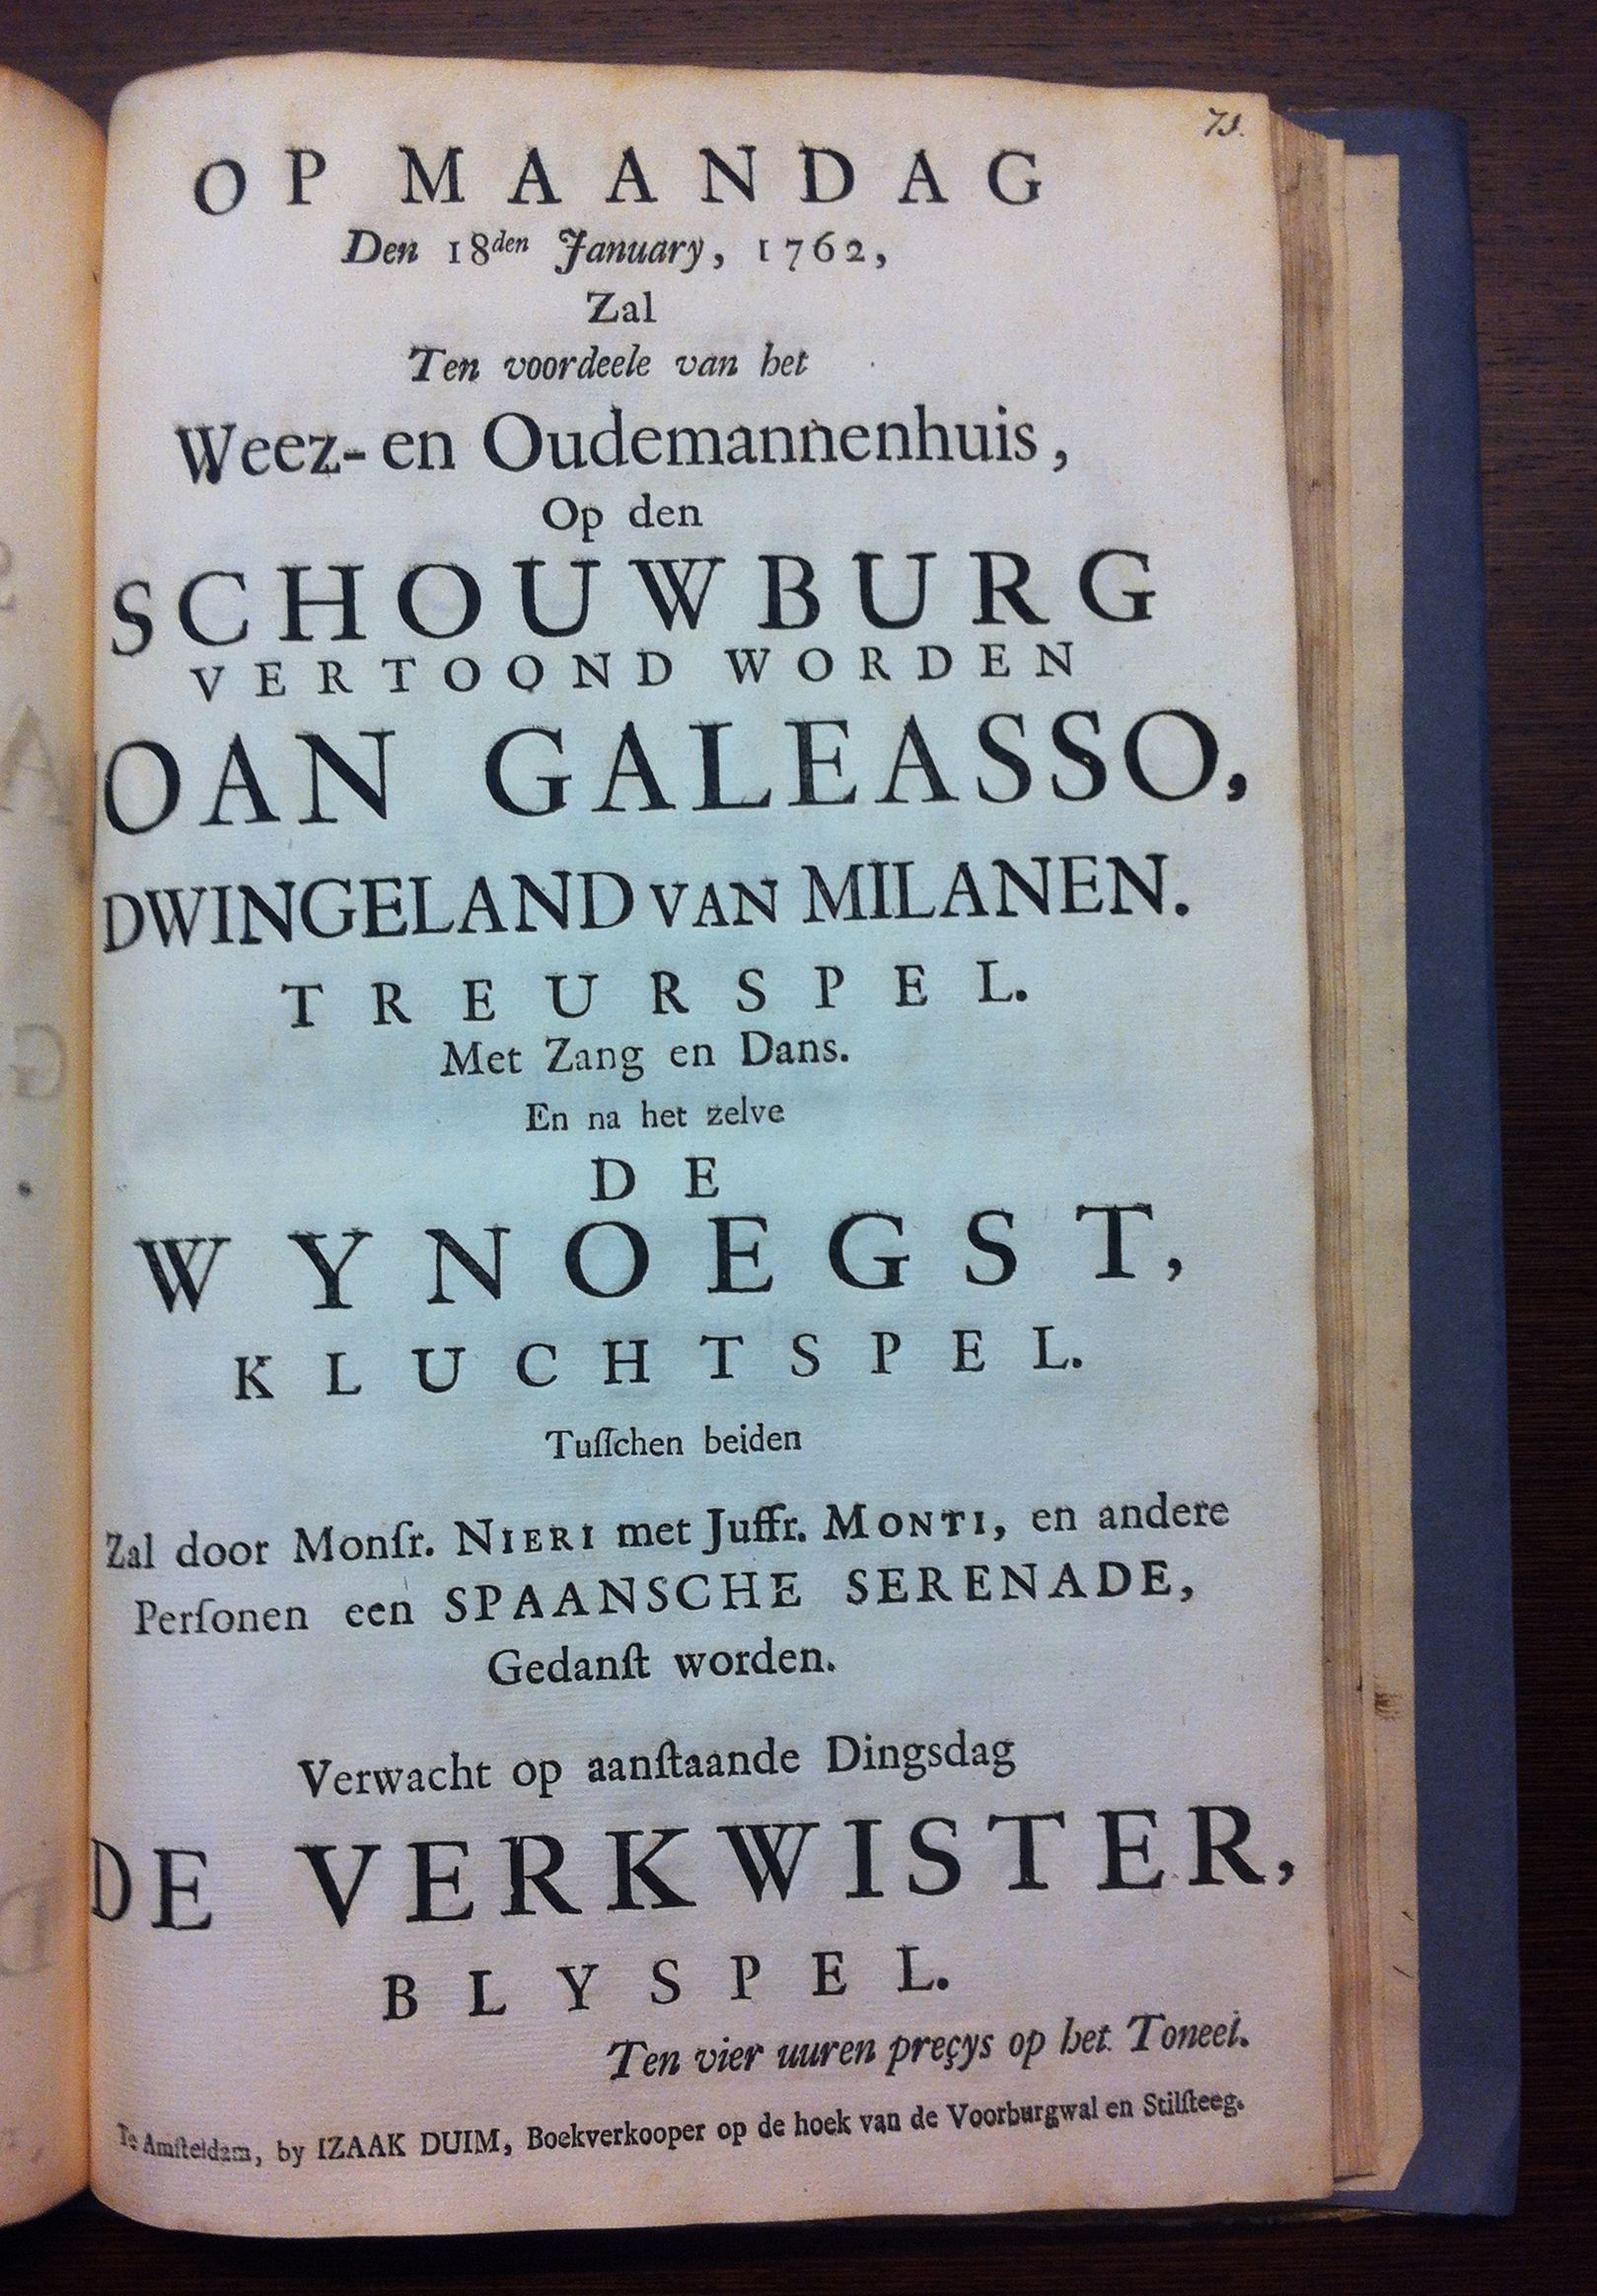 71.
OP MAANDAG
Den 18den January, 1762,
Zal
Ten voordeele van het
Weez- en Oudemannenhuis,
Op den
SCHOUWBURG
VERTOOND WORDEN
OAN GALEASSO,
DWINGELAND VAN MILANEN.
TREURSPEL.
Met Zang en Dans.
En na het zelve
DE
WYNOEGST,
KLUCHTSPEL.
Tuſſchen beiden
Zal door Monſr. NIERI met Juffr. MONTI, en andere
Perſonen een SPAANSCHE SERENADE,
Gedanſt worden.
Verwacht op aanſtaande Dingsdag
DE VERKWISTER,
BLYSPEL.
Ten vier uuren preçys op het Toneel.
Te Amſteldam, by IZAAK DUIM, Boekverkooper op de hoek van de Voorburgwal en Stilſteeg.